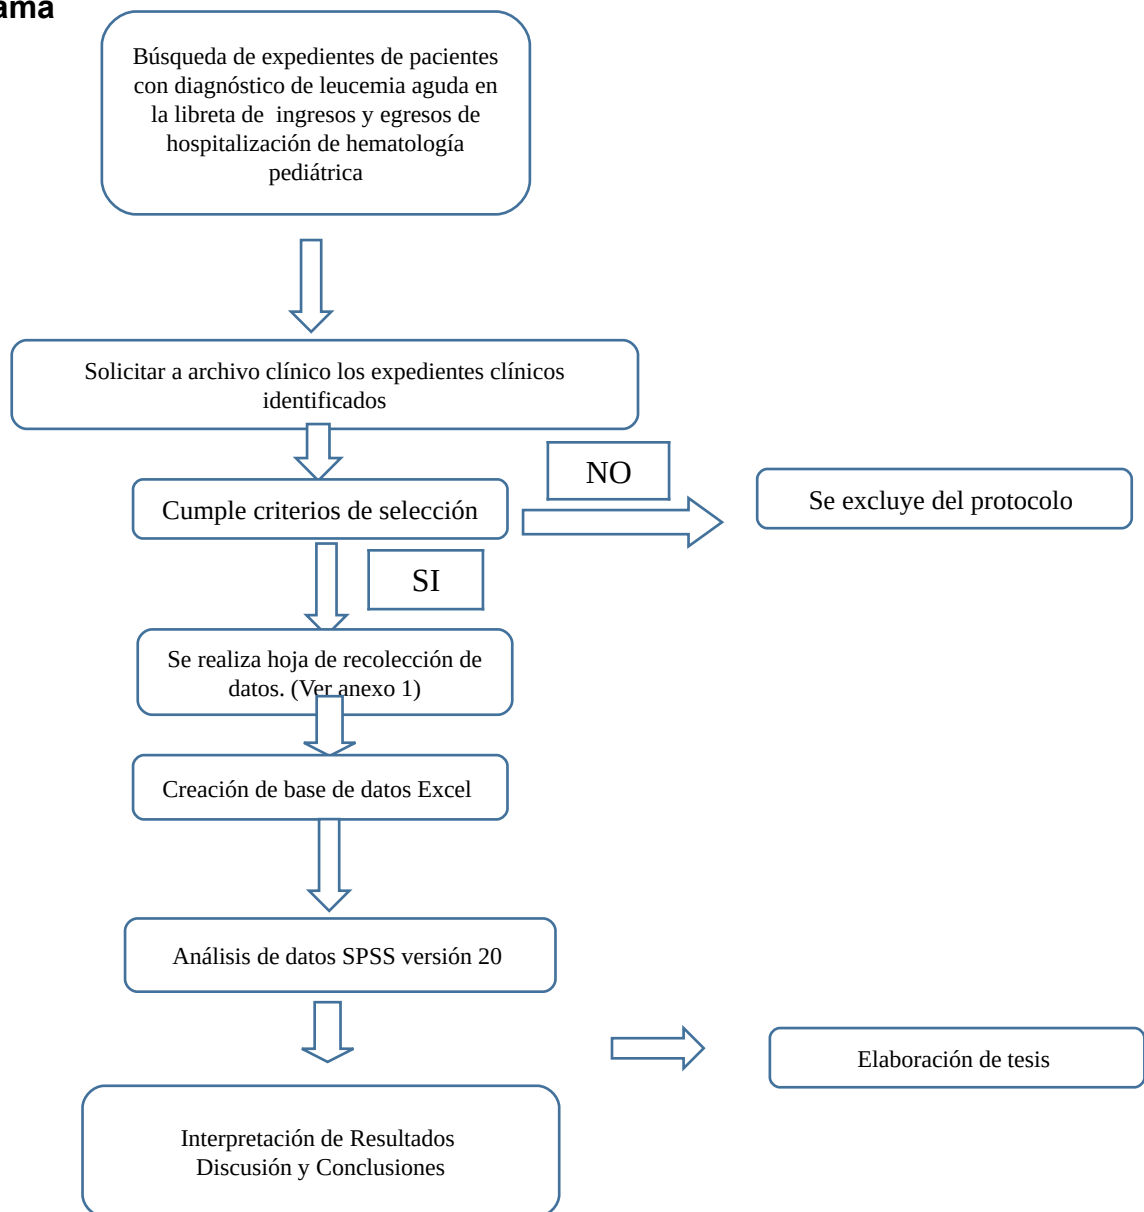 ama
Búsqueda de expedientes de pacientes
con diagnóstico de leucemia aguda en
la libreta de ingresos y egresos de
hospitalización de hematología
pediátrica
Solicitar a archivo clínico los expedientes clínicos
identificados
NO
Cumple criterios de selección
Se excluye del protocolo
SI
Se realiza hoja de recolección de
datos. (Ver anexo 1)
Creación de base de datos Excel
Análisis de datos SPSS versión 20
Elaboración de tesis
Interpretación de Resultados
Discusión y Conclusiones